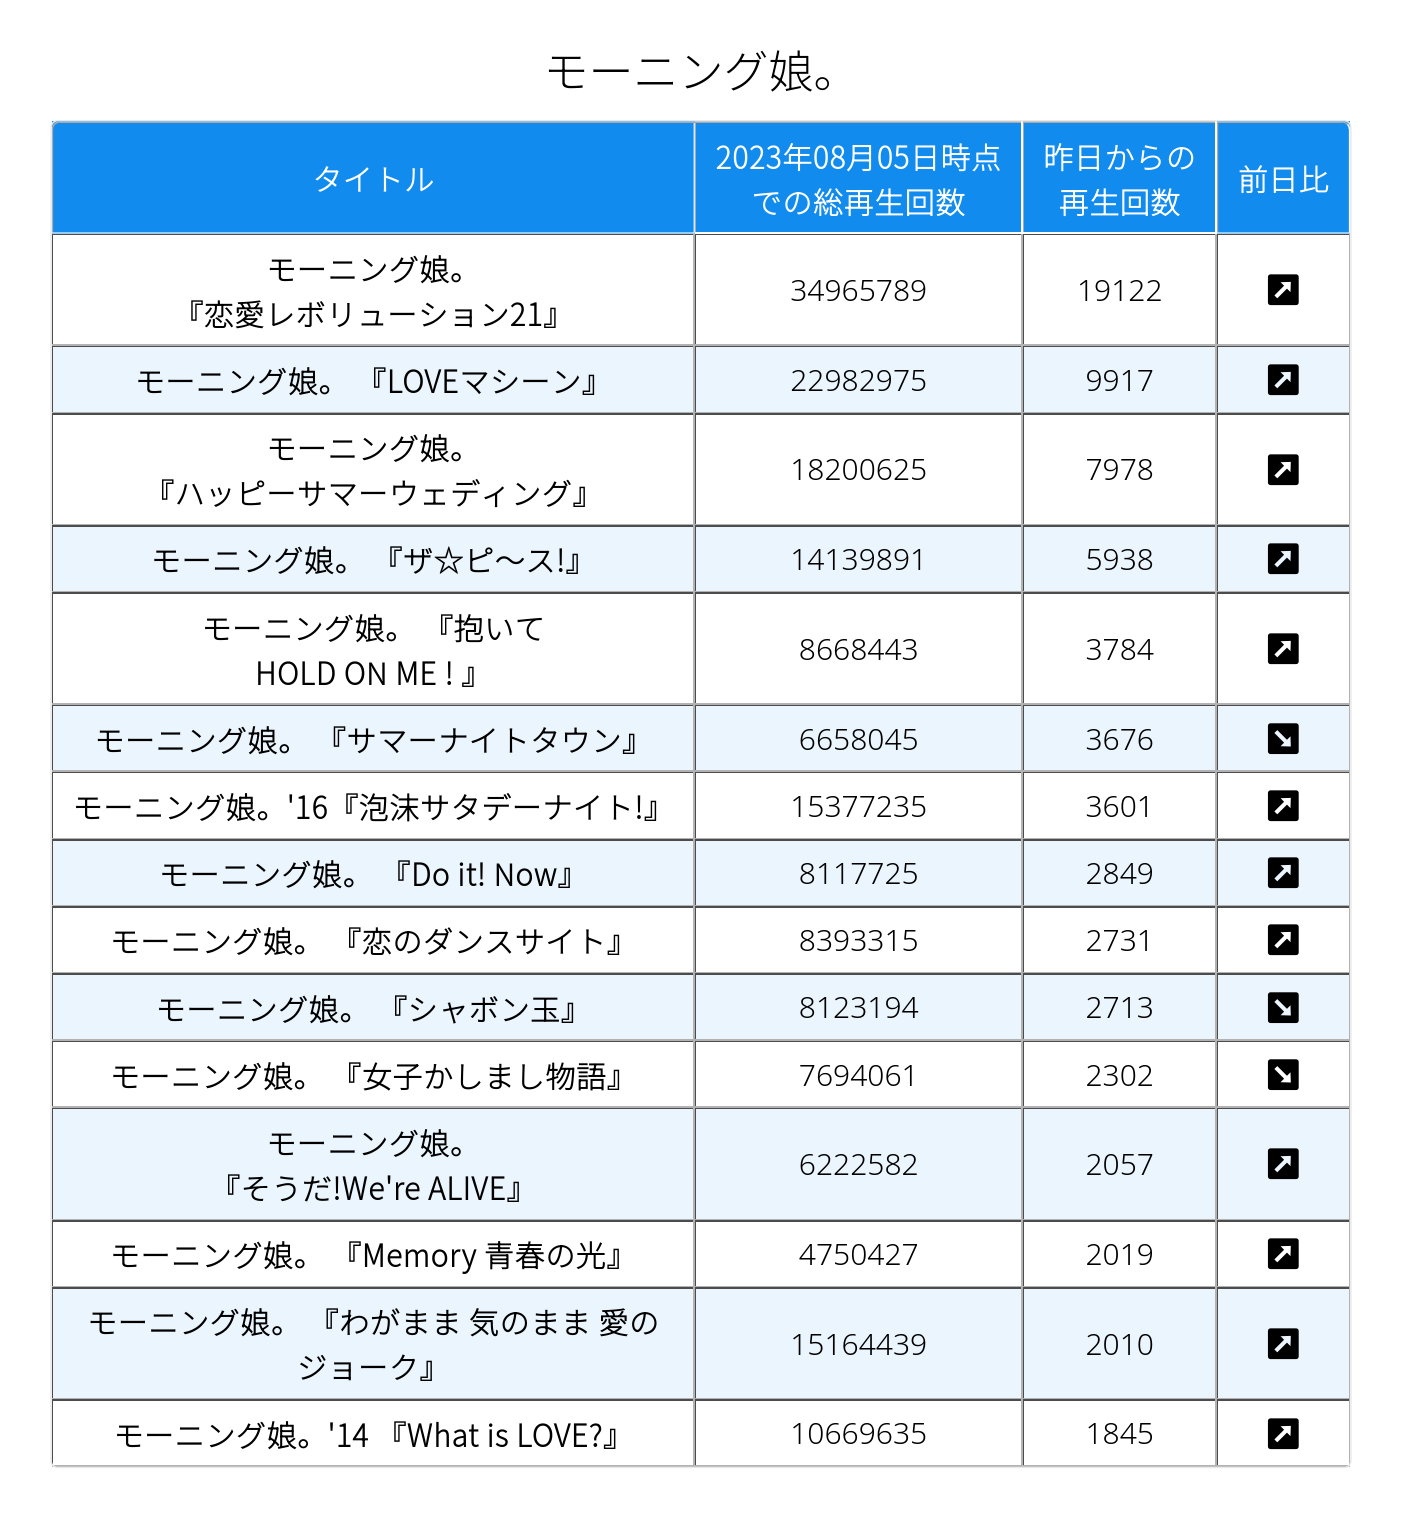 モーニング娘。
タイトル
2023年08月05日時点
での総再生回数
昨日からの
再生回数
前日比
モーニング娘。
『恋愛レボリューション21』
34965789
19122
モーニング娘。 『LOVEマシーン』
22982975
9917
モーニング娘。
『ハッピーサマーウェディング』
18200625
7978
モーニング娘。 『ザ☆ピ〜ス!』
14139891
5938
モーニング娘。 『抱いて
HOLD ON ME ! 』
8668443
3784
モーニング娘。 『サマーナイトタウン』
6658045
3676
モーニング娘。'16『泡沫サタデーナイト!』
15377235
3601
モーニング娘。 『Do it! Now』
8117725
2849
モーニング娘。 『恋のダンスサイト』
8393315
2731
モーニング娘。 『シャボン玉』
8123194
2713
モーニング娘。 『女子かしまし物語』
7694061
2302
モーニング娘。
『そうだ!We're ALIVE』
6222582
2057
モーニング娘。 『Memory 青春の光』
4750427
2019
モーニング娘。 『わがまま 気のまま 愛の
ジョーク』
15164439
2010
モーニング娘。'14 『What is LOVE?』
10669635
1845